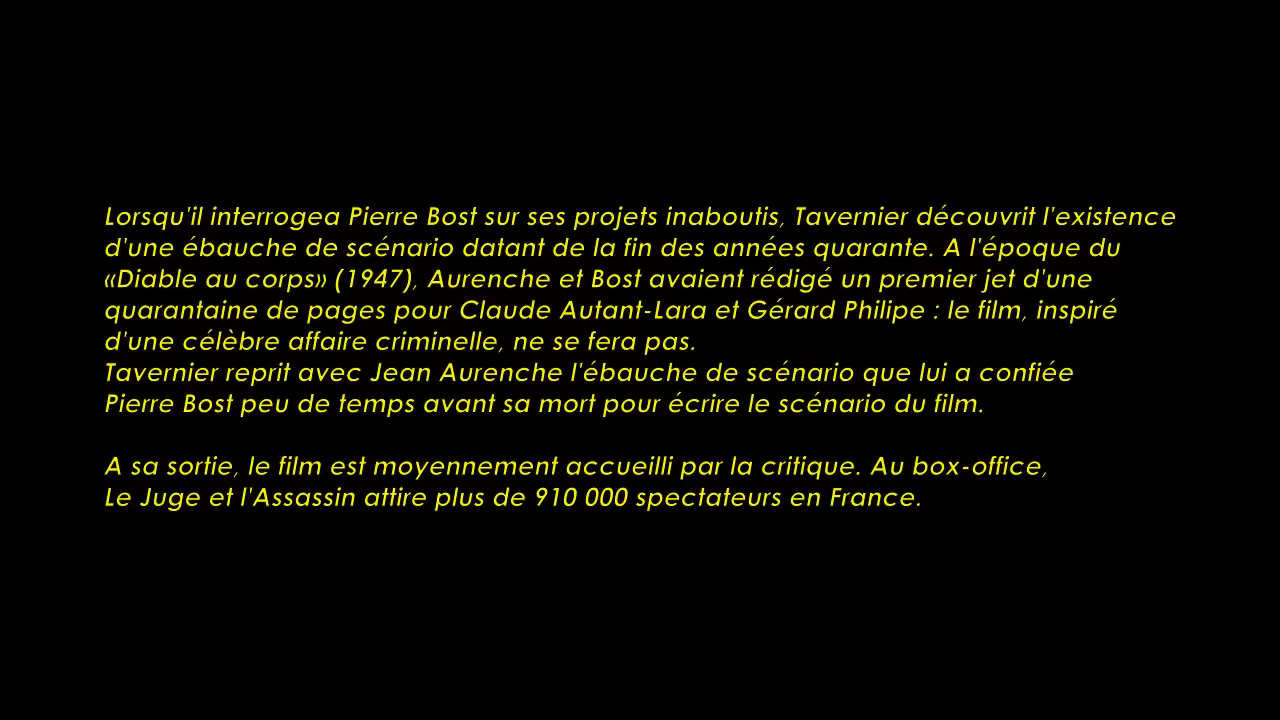 Lorsqu'il interrogea Pierre Bost sur ses projets inaboutis, Tavernier découvrit l'existence
d'une ébauche de scénario datant de la fin des années quarante. A l'époque du
«Diable au corps» (1947), Aurenche et Bost avaient rédigé un premier jet d'une
quarantaine de pages pour Claude Autant-Lara et Gérard Philipe : le film, inspiré
d'une célèbre affaire criminelle, ne se fera pas.
Tavernier reprit avec Jean Aurenche l'ébauche de scénario que lui a confiée
Pierre Bost peu de temps avant sa mort pour écrire le scénario du film.

A sa sortie, le film est moyennement accueilli par la critique. Au box-office,
Le Juge et l'Assassin attire plus de 910 000 spectateurs en France.